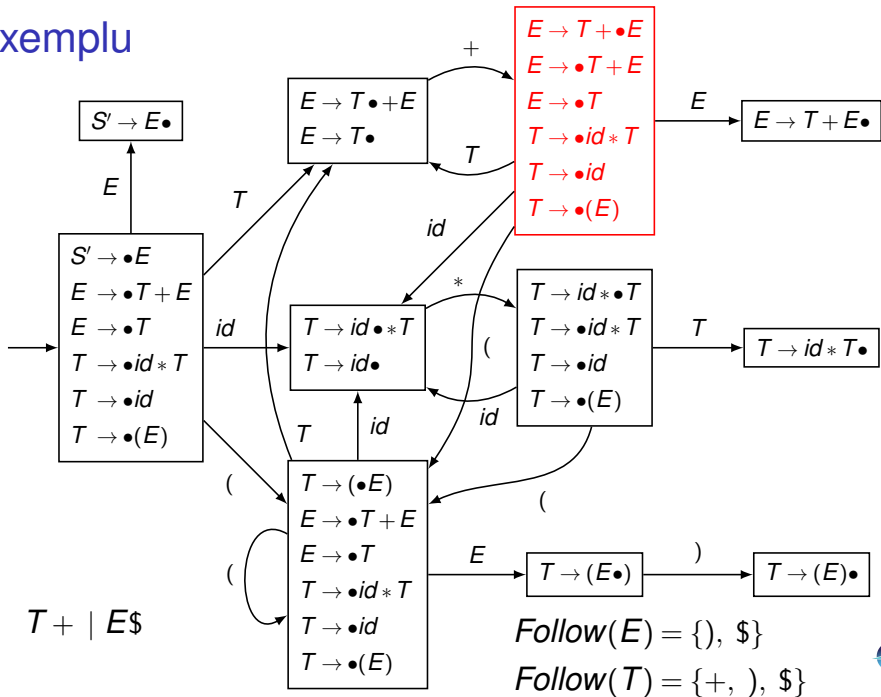 xemplu
S′ → E●
E
S′ → ●E
E → ●T + E
E → ●T
T → ●id * T
T → ●id
T → ●(E)
T
id
(
E → T● + E
E → T●
+
T
E → T + ●E
E → ●T + E
E → ●T
T → ●id * T
T → ●id
T → ●(E)
E
E → T + E●
id
(
T → id● * T
T → id●
*
id
T → id * ●T
T → ●id * T
T → ●id
T → ●(E)
T
T → id * T●
(
T
id
(
T → (●E)
E → ●T + E
E → ●T
T → ●id * T
T → ●id
T → ●(E)
E
T → (E●)
)
T → (E)●
T + | E$
Follow(E) = {), $}
Follow(T) = {+, ), $}